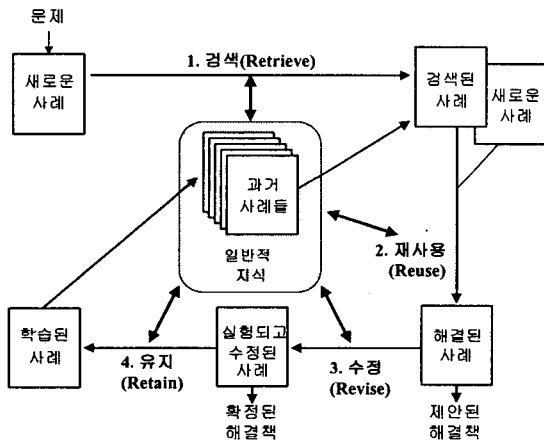 문제
새로운
사례
1. 검색(Retrieve)
검색된
사례
새로운
사례
과거
사례들
일반적
지식
2. 재사용
(Reuse)
학습된
사례
4. 유지
(Retain)
실험되고
수정된
사례
3. 수정
(Revise)
해결된
사례
확정된
해결책
제안된
해결책